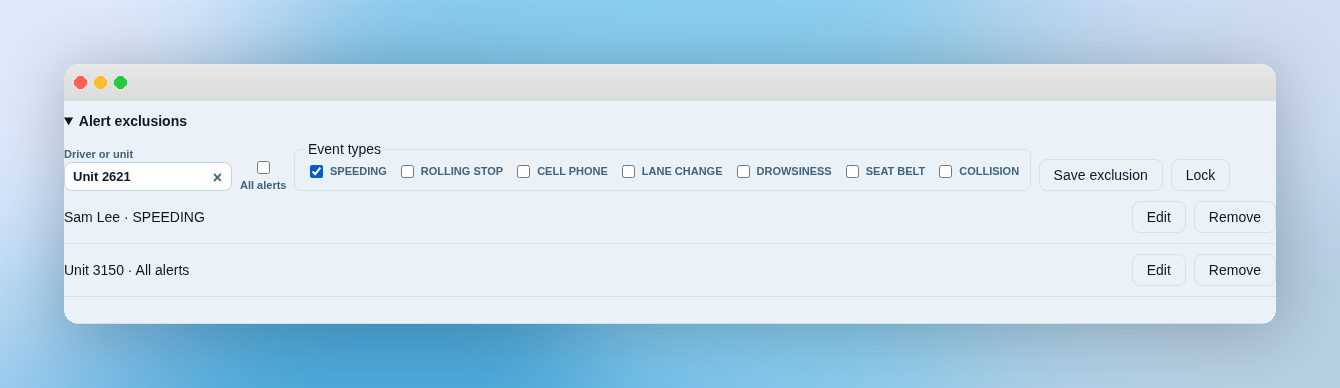 Alert exclusions
Driver or unit
Unit 2621 ×
All alerts
Event types
SPEEDING ROLLING STOP CELL PHONE LANE CHANGE DROWSINESS SEAT BELT COLLISION
Save exclusion Lock
Sam Lee · SPEEDING Edit Remove
Unit 3150 · All alerts Edit Remove